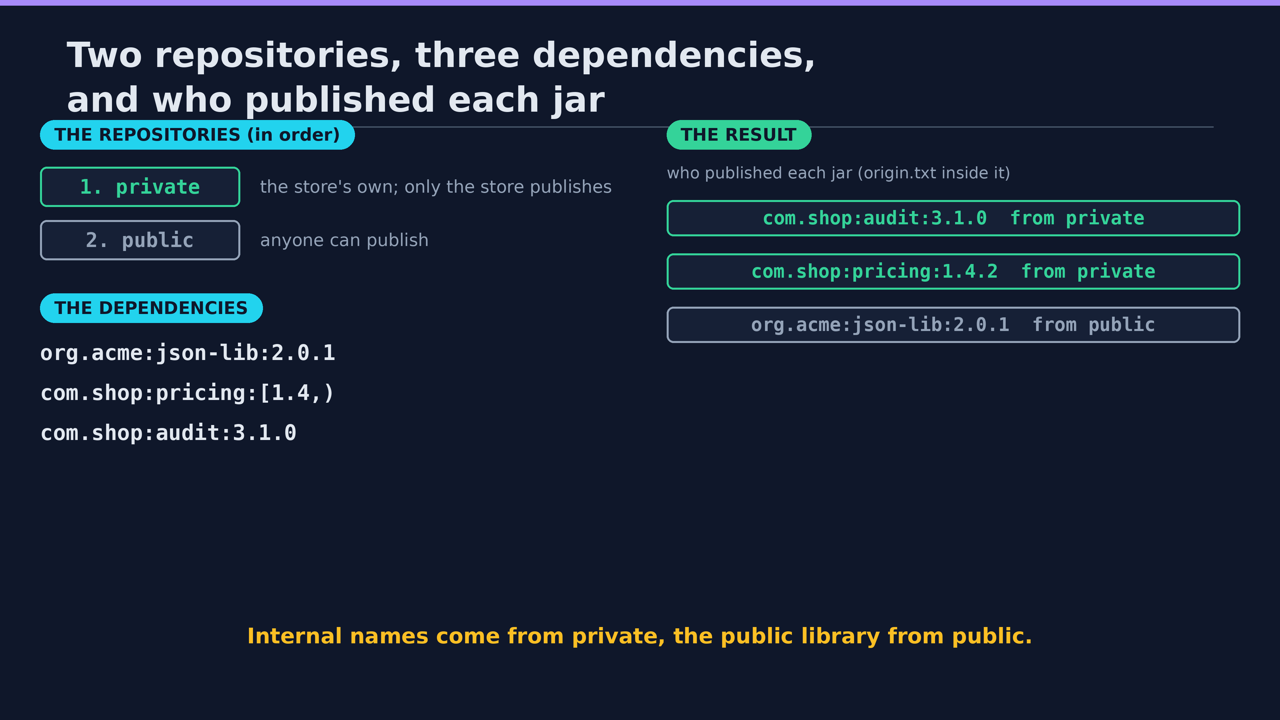 Two repositories, three dependencies,
and who published each jar
THE REPOSITORIES (in order)
1. private
the store's own; only the store publishes
2. public
anyone can publish
THE DEPENDENCIES
org.acme:json-lib:2.0.1
com.shop:pricing:[1.4,)
com.shop:audit:3.1.0
THE RESULT
who published each jar (origin.txt inside it)
com.shop:audit:3.1.0  from private
com.shop:pricing:1.4.2  from private
org.acme:json-lib:2.0.1  from public
Internal names come from private, the public library from public.